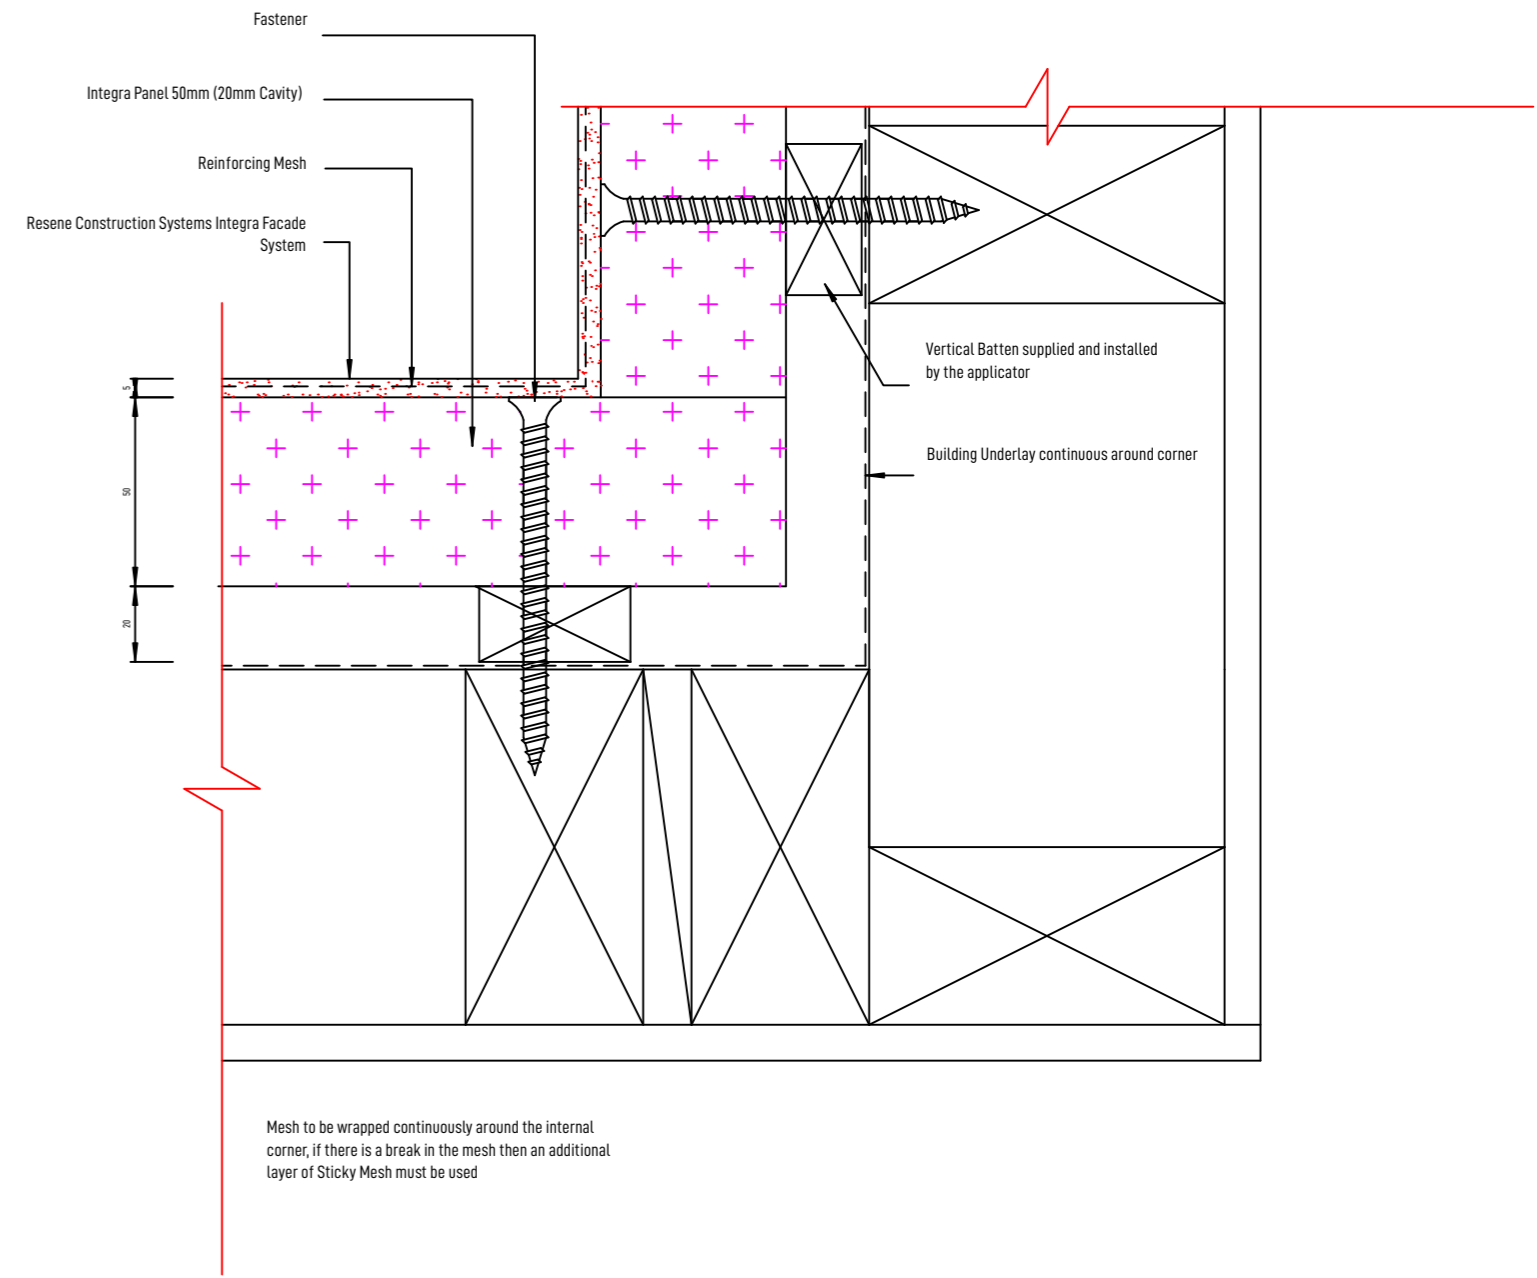 Fastener
Integra Panel 50mm (20mm Cavity)
Reinforcing Mesh
Resene Construction Systems Integra Facade
System
Vertical Batten supplied and installed
by the applicator
5
50
20
Building Underlay continuous around corner
Mesh to be wrapped continuously around the internal
corner, if there is a break in the mesh then an additional
layer of Sticky Mesh must be used